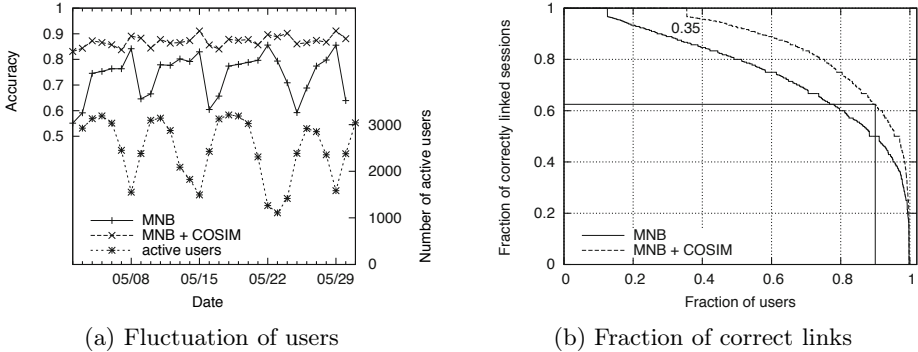 1
0.9
0.8
0.7
0.6
0.5
Accuracy
3000
2000
1000
0
Number of active users
MNB
MNB + COSIM
active users
05/08 05/15 05/22 05/29
Date
(a) Fluctuation of users
1
0.8
0.6
0.4
0.2
0
Fraction of correctly linked sessions
0.35
MNB
MNB + COSIM
0 0.2 0.4 0.6 0.8 1
Fraction of users
(b) Fraction of correct links